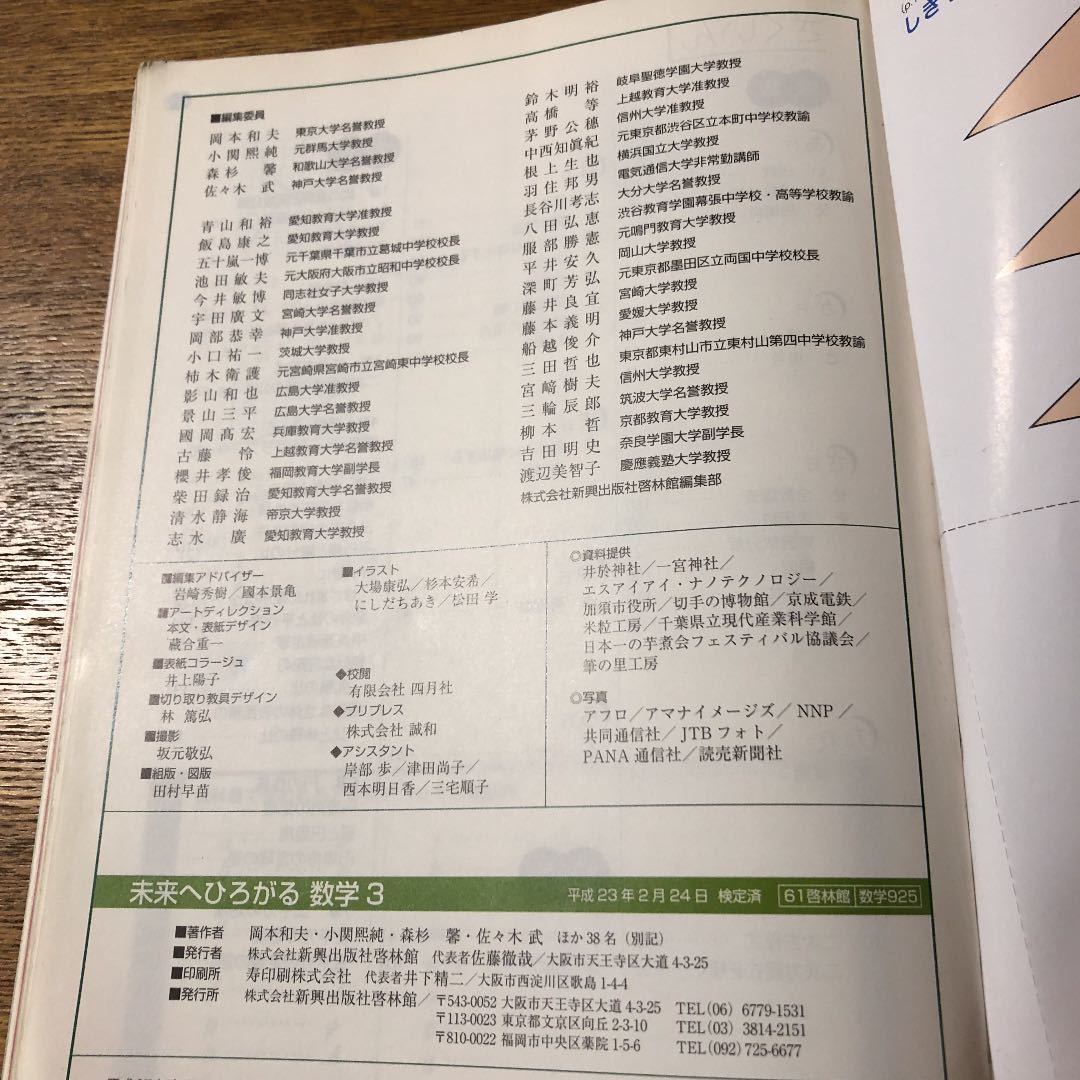 ■編集委員
岡本和夫 東京大学名誉教授
小関熙純 元群馬大学教授
森杉 馨 和歌山大学名誉教授
佐々木 武 神戸大学名誉教授
青山和裕 愛知教育大学准教授
飯島康之 愛知教育大学教授
五十嵐一博 元千葉県千葉市立葛城中学校校長
池田敏夫 元大阪府大阪市立昭和中学校校長
今井敏博 同志社女子大学教授
宇田廣文 宮崎大学名誉教授
岡部恭幸 神戸大学准教授
小口祐一 茨城大学教授
柿木衛護 元宮崎県宮崎市立宮崎東中学校校長
影山和也 広島大学准教授
景山三平 広島大学名誉教授
國岡髙宏 兵庫教育大学教授
古藤 怜 上越教育大学名誉教授
櫻井孝俊 福岡教育大学副学長
柴田録治 愛知教育大学名誉教授
清水静海 帝京大学教授
志水 廣 愛知教育大学教授
鈴木明裕 岐阜聖徳学園大学教授
高橋 等 上越教育大学准教授
茅野公穗 信州大学准教授
中西知眞紀 元東京都渋谷区立本町中学校教諭
根上生也 横浜国立大学教授
羽住邦男 電気通信大学非常勤講師
長谷川考志 大分大学名誉教授
八田弘恵 渋谷教育学園幕張中学校・高等学校教諭
服部勝憲 元鳴門教育大学教授
平井安久 岡山大学教授
深町芳弘 元東京都墨田区立両国中学校校長
藤井良宜 宮崎大学教授
藤本義明 愛媛大学教授
船越俊介 神戸大学名誉教授
三田哲也 東京都東村山市立東村山第四中学校教諭
宮﨑樹夫 信州大学教授
三輪辰郎 筑波大学名誉教授
柳本 哲 京都教育大学教授
吉田明史 奈良学園大学副学長
渡辺美智子 慶應義塾大学教授
株式会社新興出版社啓林館編集部
■編集アドバイザー
岩崎秀樹／國本景亀
■アートディレクション
本文・表紙デザイン
蔵合重一
■表紙コラージュ
井上陽子
■切り取り教具デザイン
林 篤弘
■撮影
坂元敬弘
■組版・図版
田村早苗
■イラスト
大場康弘／杉本安希／
にしだちあき／松田 学
◆校閲
有限会社 四月社
◆プリプレス
株式会社 誠和
◆アシスタント
岸部 歩／津田尚子／
西本明日香／三宅順子
◎資料提供
井於神社／一宮神社／
エスアイアイ・ナノテクノロジー／
加須市役所／切手の博物館／京成電鉄／
米粒工房／千葉県立現代産業科学館／
日本一の芋煮会フェスティバル協議会／
筆の里工房
◎写真
アフロ／アマナイメージズ／NNP／
共同通信社／JTBフォト／
PANA通信社／読売新聞社
未来へひろがる 数学3 平成23年2月24日 検定済 61啓林館 数学925
■著作者 岡本和夫・小関熙純・森杉 馨・佐々木 武 ほか38名（別記）
■発行者 株式会社新興出版社啓林館 代表者佐藤徹哉／大阪市天王寺区大道4-3-25
■印刷所 寿印刷株式会社 代表者井下精二／大阪市西淀川区歌島1-4-4
■発行所 株式会社新興出版社啓林館／〒543-0052 大阪市天王寺区大道4-3-25 TEL(06) 6779-1531
〒113-0023 東京都文京区向丘2-3-10 TEL(03) 3814-2151
〒810-0022 福岡市中央区薬院1-5-6 TEL(092) 725-6677